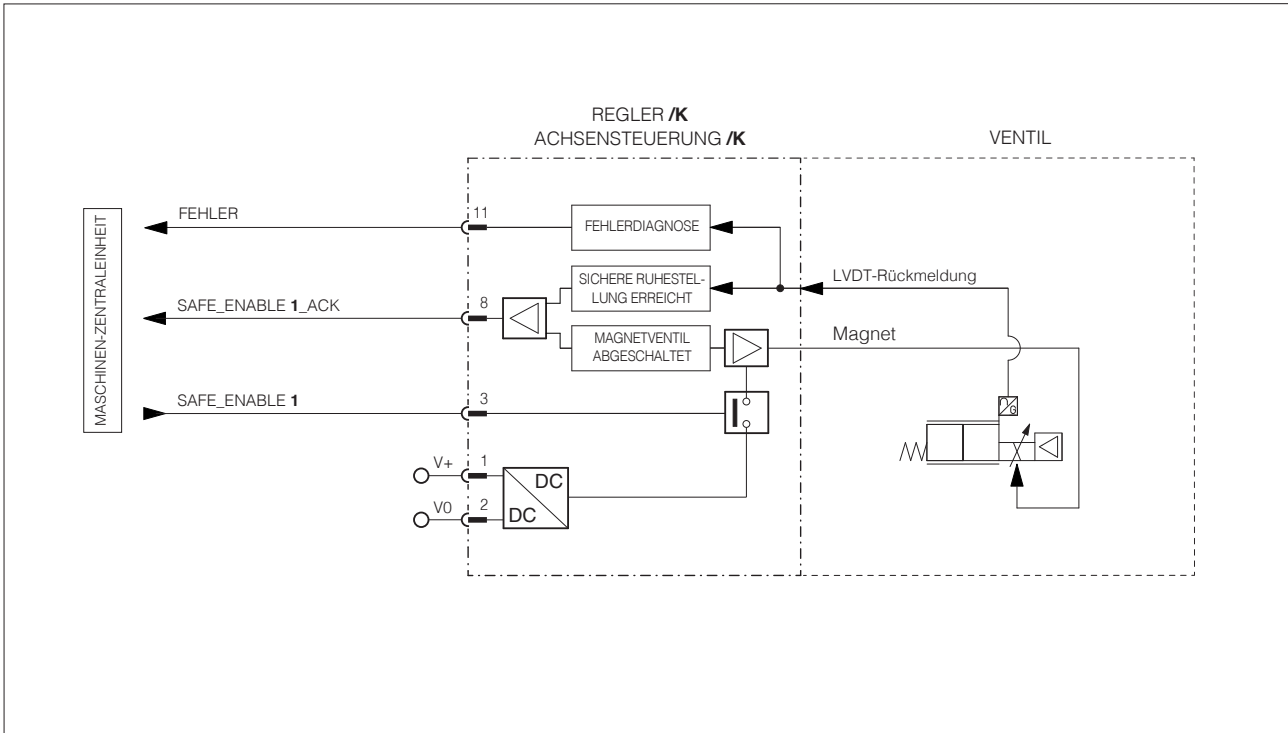 REGLER /K
ACHSENSTEUERUNG /K
VENTIL
MASCHINEN-ZENTRALEINHEIT
FEHLER
11
FEHLERDIAGNOSE
SICHERE RUHESTEL-
LUNG ERREICHT
LVDT-Rückmeldung
SAFE_ENABLE 1_ACK
8
MAGNETVENTIL
ABGESCHALTET
Magnet
SAFE_ENABLE 1
3
V+
1
DC
V0
2
DC
G